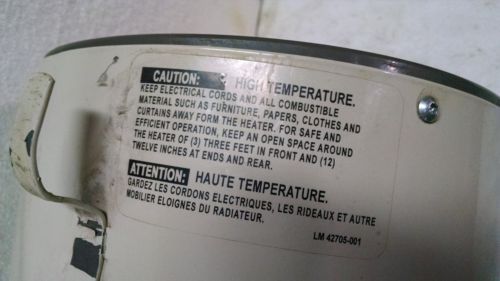 CAUTION: HIGH TEMPERATURE.
KEEP ELECTRICAL CORDS AND ALL COMBUSTIBLE
MATERIAL SUCH AS FURNITURE, PAPERS, CLOTHES AND
CURTAINS AWAY FORM THE HEATER. FOR SAFE AND
EFFICIENT OPERATION, KEEP AN OPEN SPACE AROUND
THE HEATER OF (3) THREE FEET IN FRONT AND (12)
TWELVE INCHES AT ENDS AND REAR.
ATTENTION: HAUTE TEMPERATURE.
GARDEZ LES CORDONS ELECTRIQUES, LES RIDEAUX ET AUTRE
MOBILIER ELOIGNES DU RADIATEUR.
LM 42705-001